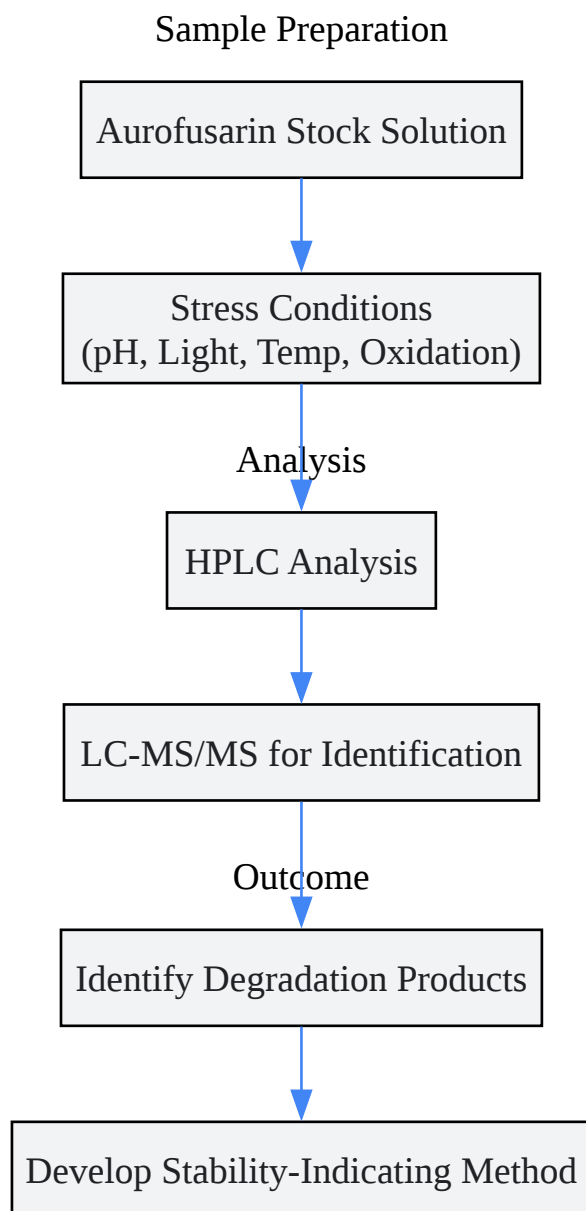 Sample Preparation
Aurofusarin Stock Solution
Stress Conditions
(pH, Light, Temp, Oxidation)
Analysis
HPLC Analysis
LC-MS/MS for Identification
Outcome
Identify Degradation Products
Develop Stability-Indicating Method